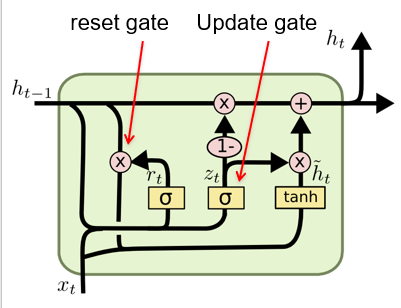 reset gate Update gate
h_t
h_{t-1}
x x +
1-
x r_t z_t x h̃_t
σ σ tanh
x_t